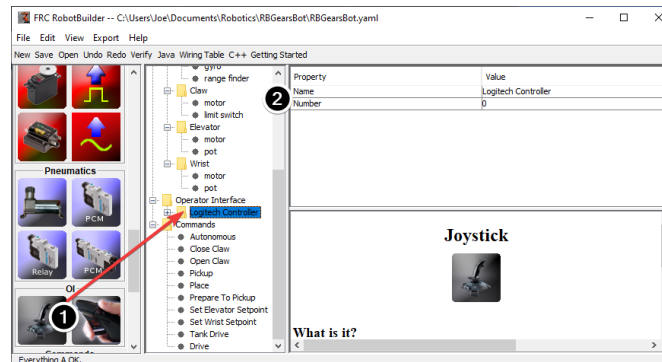 FRC RobotBuilder -- C:\Users\Joe\Documents\Robotics\RBGearsBot\RBGearsBot.yaml
File Edit View Export Help
New Save Open Undo Redo Verify Java Wiring Table C++ Getting Started
Pneumatics
PCM
Relay
PCM
OI
1
Commands
gyro
range finder
Claw
motor
limit switch
Elevator
motor
pot
Wrist
motor
pot
Operator Interface
Logitech Controller
Commands
Autonomous
Close Claw
Open Claw
Pickup
Place
Prepare To Pickup
Set Elevator Setpoint
Set Wrist Setpoint
Tank Drive
Drive
2
Property Value
Name Logitech Controller
Number 0
Joystick
What is it?
Everything A OK.